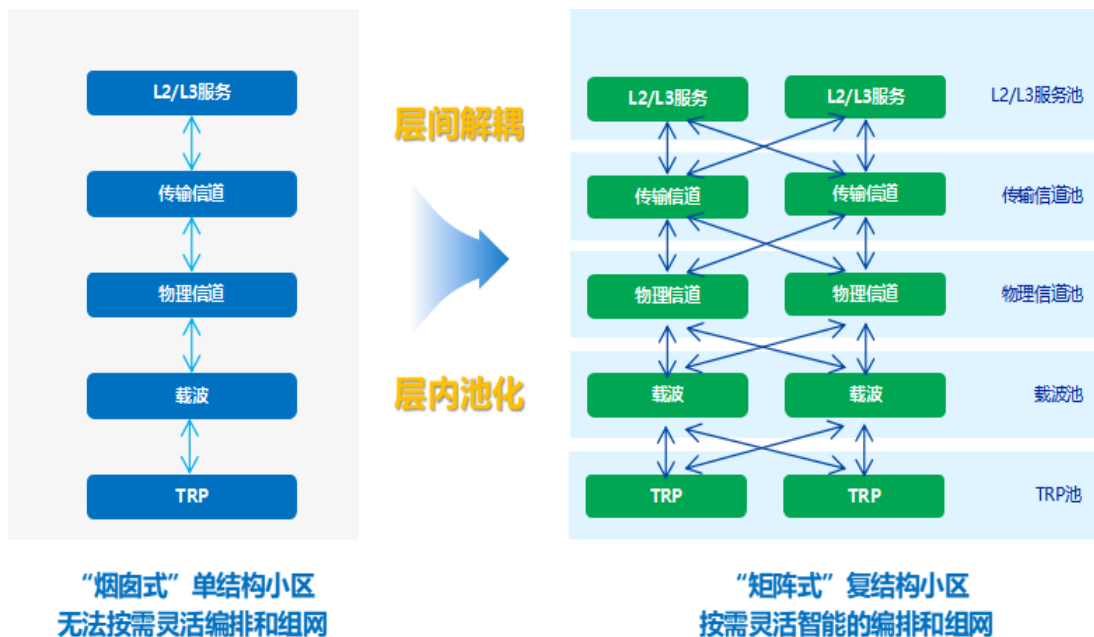 L2/L3服务
传输信道
物理信道
载波
TRP
“烟囱式”单结构小区
无法按需灵活编排和组网
层间解耦
层内池化
L2/L3服务 L2/L3服务 L2/L3服务池
传输信道 传输信道 传输信道池
物理信道 物理信道 物理信道池
载波 载波 载波池
TRP TRP TRP池
“矩阵式”复结构小区
按需灵活智能的编排和组网